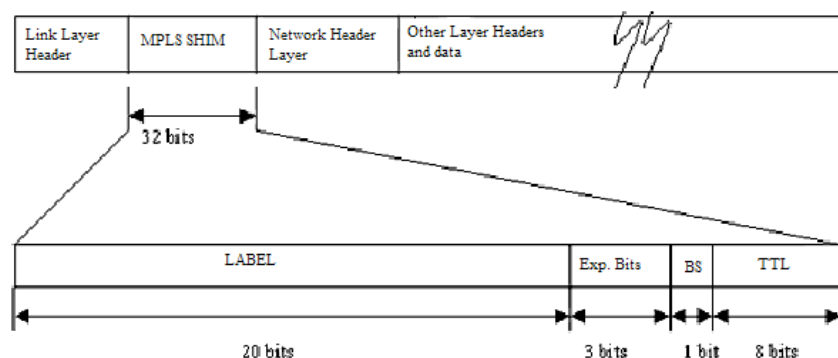 Link Layer
Header
MPLS SHIM
Network Header
Layer
Other Layer Headers
and data
32 bits
LABEL
Exp. Bits
BS
TTL
20 bits
3 bits
1 bit
8 bits